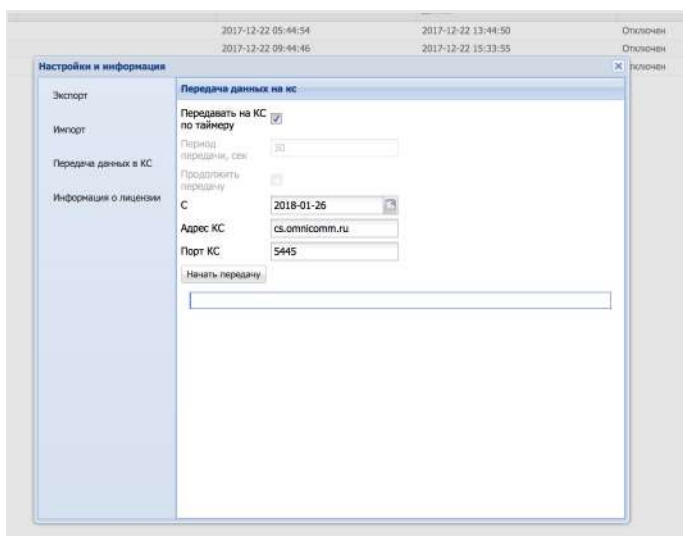 2017-12-22 05:44:54 2017-12-22 13:44:50 Отключен
2017-12-22 09:44:46 2017-12-22 15:33:55 Отключен
Настройки и информация
Экспорт
Импорт
Передача данных в КС
Информация о лицензии
Передача данных на кс
Передавать на КС
по таймеру
Период
передачи, сек
30
Продолжить
передачу
С 2018-01-26
Адрес КС cs.omnicomm.ru
Порт КС 5445
Начать передачу